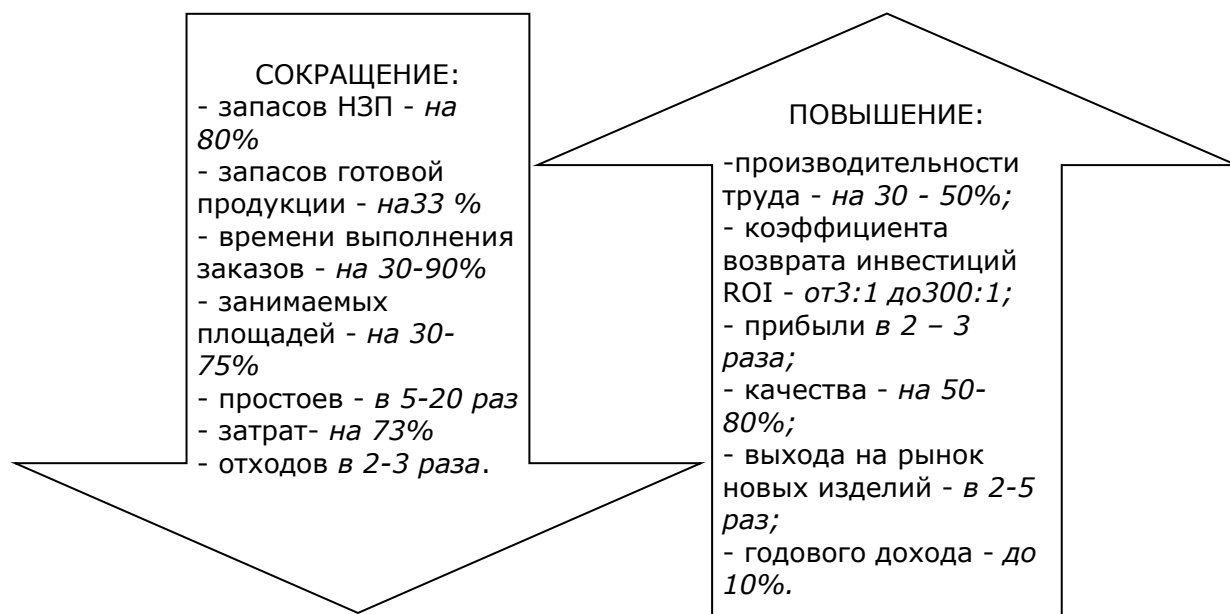 СОКРАЩЕНИЕ:
- запасов НЗП - на
80%
- запасов готовой
продукции - на33 %
- времени выполнения
заказов - на 30-90%
- занимаемых
площадей - на 30-
75%
- простоев - в 5-20 раз
- затрат- на 73%
- отходов в 2-3 раза.
ПОВЫШЕНИЕ:
-производительности
труда - на 30 - 50%;
- коэффициента
возврата инвестиций
ROI - от3:1 до300:1;
- прибыли в 2 – 3
раза;
- качества - на 50-
80%;
- выхода на рынок
новых изделий - в 2-5
раз;
- годового дохода - до
10%.